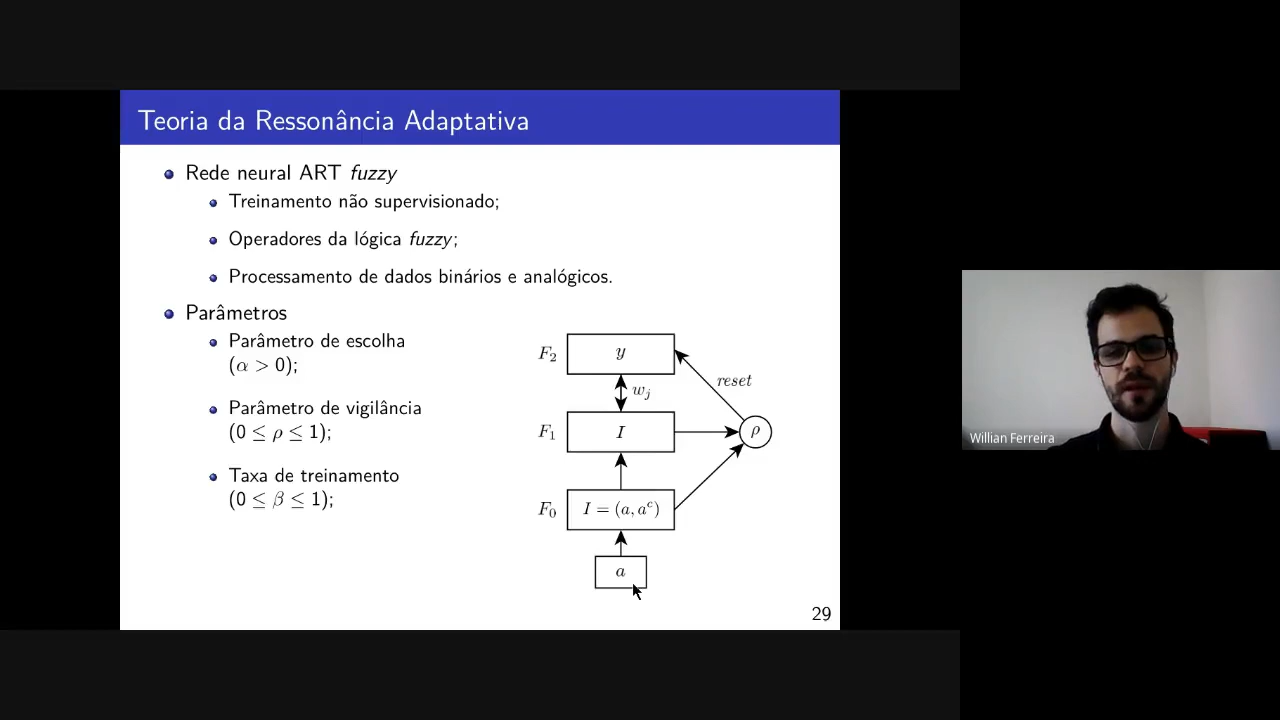 Teoria da Ressonância Adaptativa
Rede neural ART fuzzy
Treinamento não supervisionado;
Operadores da lógica fuzzy;
Processamento de dados binários e analógicos.
Parâmetros
Parâmetro de escolha
(α > 0);
Parâmetro de vigilância
(0 ≤ ρ ≤ 1);
Taxa de treinamento
(0 ≤ β ≤ 1);
F₂ y
reset
wⱼ
F₁ I ρ
F₀ I = (a, aᶜ)
a
29
Willian Ferreira